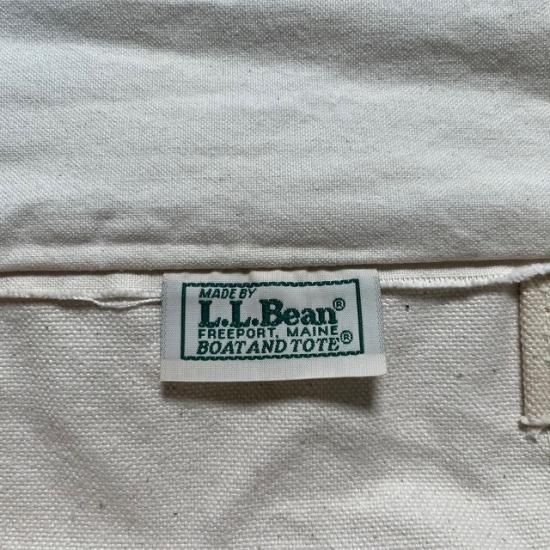 MADE BY
L.L.Bean®
FREEPORT, MAINE
BOAT AND TOTE®